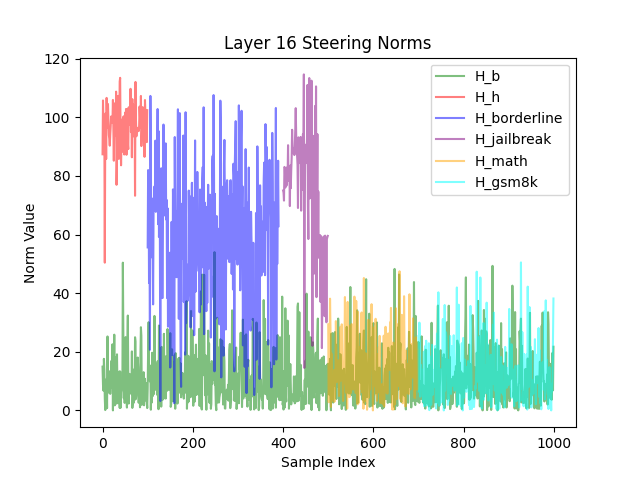 Layer 16 Steering Norms
Norm Value
120
100
80
60
40
20
0
H_b
H_h
H_borderline
H_jailbreak
H_math
H_gsm8k
0
200
400
600
800
1000
Sample Index